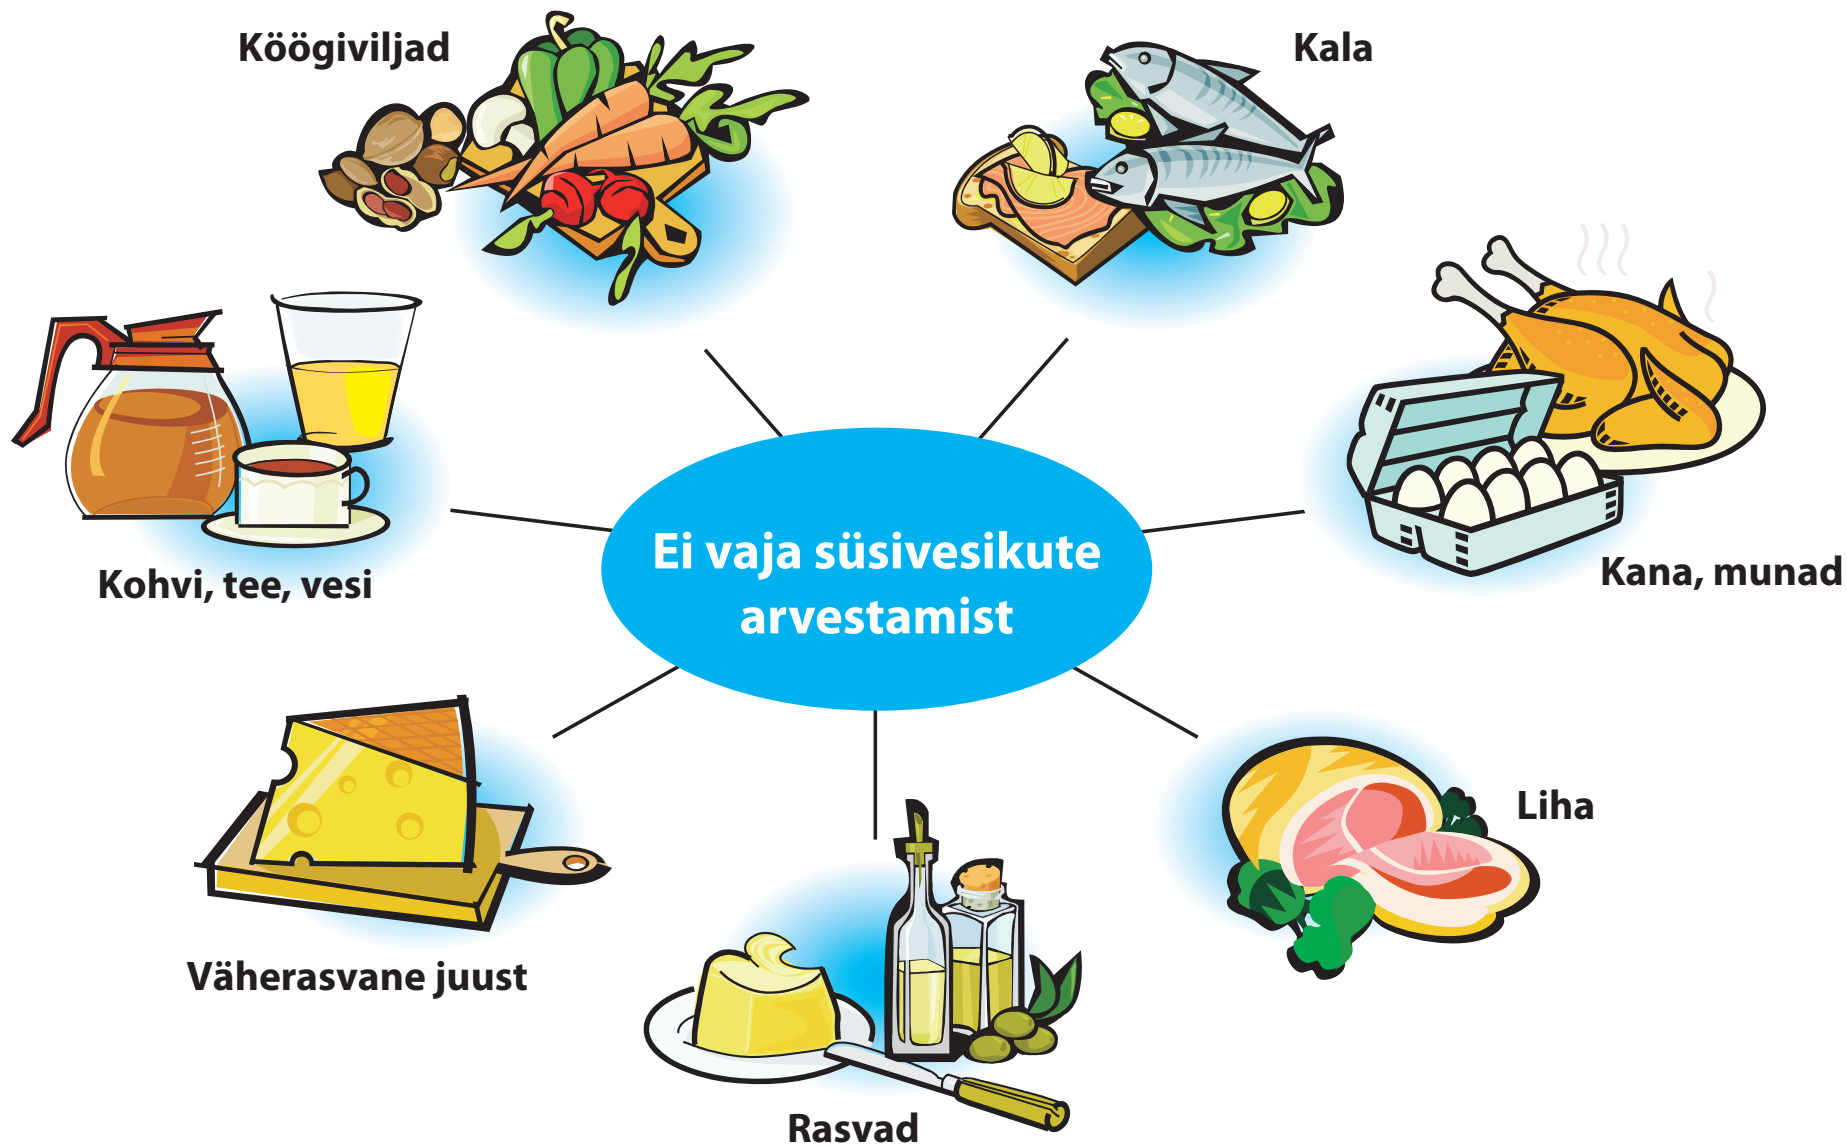 Köögiviljad
Kala
Kana, munad
Kohvi, tee, vesi
Ei vaja süsivesikute
arvestamist
Liha
Väherasvane juust
Rasvad